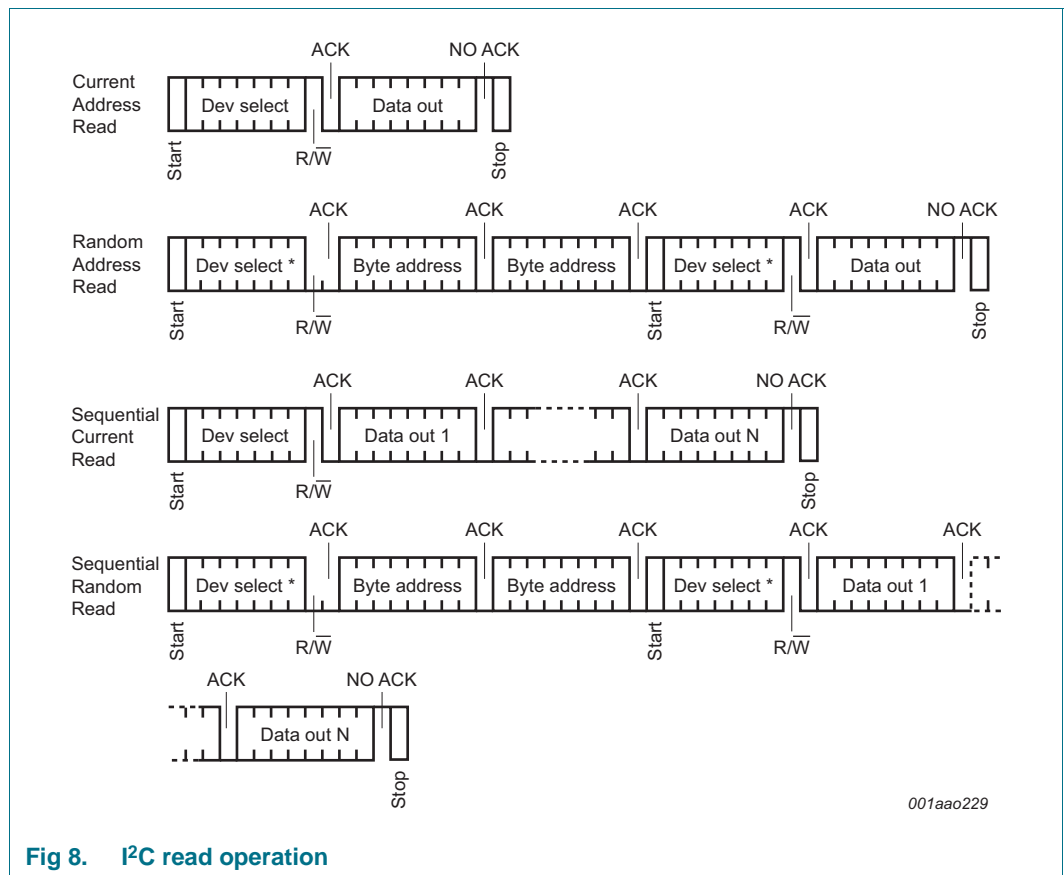 ACK NO ACK
Current
Address
Read
Dev select Data out
Start R/W̅ Stop
ACK ACK ACK ACK NO ACK
Random
Address
Read
Dev select * Byte address Byte address Dev select * Data out
Start R/W̅ Start R/W̅ Stop
ACK ACK ACK NO ACK
Sequential
Current
Read
Dev select Data out 1 Data out N
Start R/W̅ Stop
ACK ACK ACK ACK ACK
Sequential
Random
Read
Dev select * Byte address Byte address Dev select * Data out 1
Start R/W̅ Start R/W̅
ACK NO ACK
Data out N
Stop
001aao229
Fig 8. I²C read operation